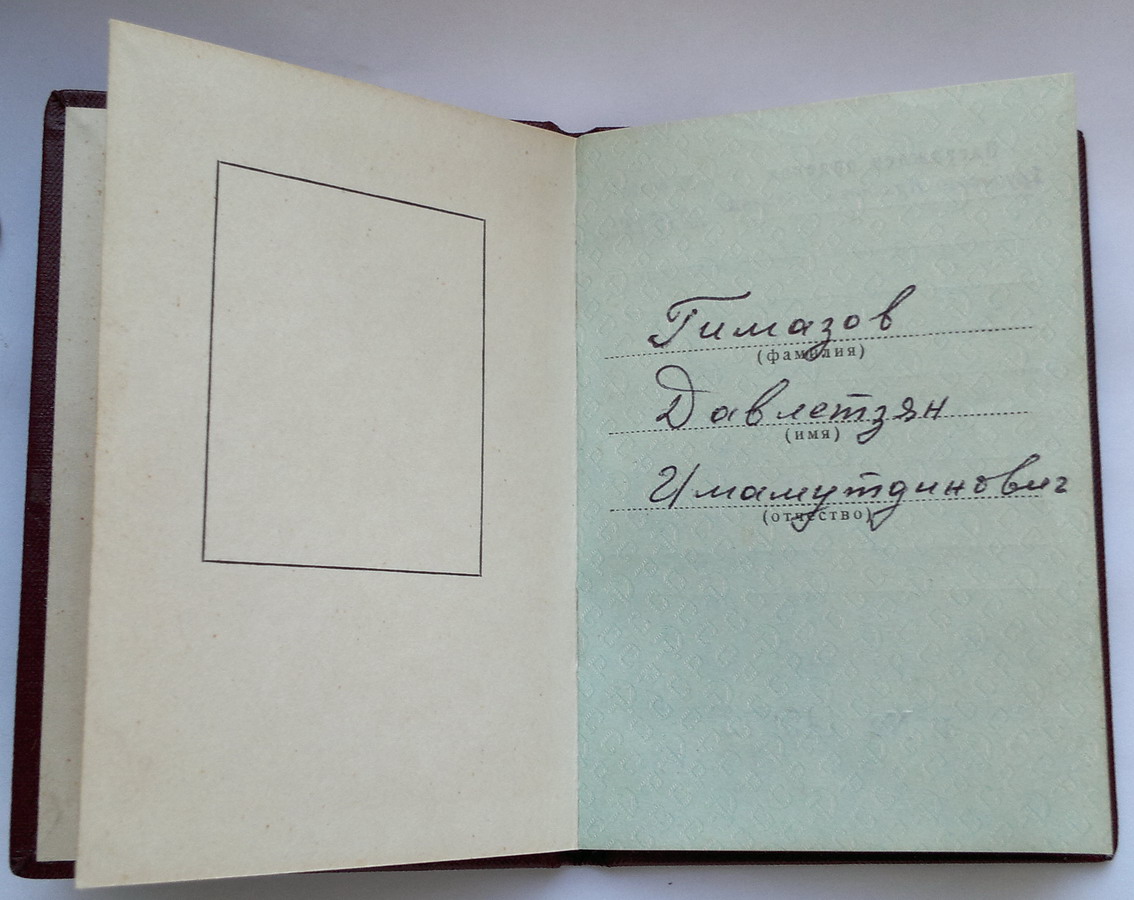 Гимазов
(фамилия)
Давлетзян
(имя)
Имамутдинович
(отчество)